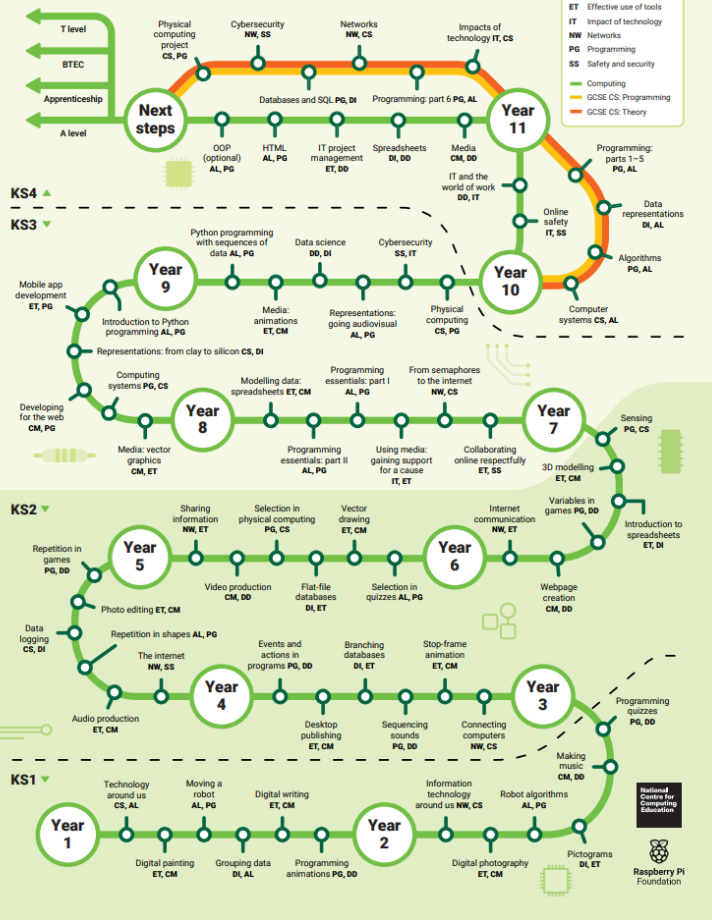 ET Effective use of tools
IT Impact of technology
NW Networks
PG Programming
SS Safety and security
Computing
GCSE CS: Programming
GCSE CS: Theory
T level
BTEC
Apprenticeship
A level
Next
steps
Physical
computing
project
CS, PG
Cybersecurity
NW, SS
Networks
NW, CS
Impacts of
technology IT, CS
Databases and SQL PG, DI
Programming: part 6 PG, AL
Year
11
OOP
(optional)
AL, PG
HTML
AL, PG
IT project
management
ET, DD
Spreadsheets
DI, DD
Media
CM, DD
IT and the
world of work
DD, IT
Online
safety
IT, SS
Programming:
parts 1–5
PG, AL
Data
representations
DI, AL
Algorithms
PG, AL
Computer
systems CS, AL
KS4
KS3
Year
10
Year
9
Python programming
with sequences of
data AL, PG
Data science
DD, DI
Cybersecurity
SS, IT
Media:
animations
ET, CM
Representations:
going audiovisual
AL, PG
Physical
computing
CS, PG
Mobile app
development
ET, PG
Introduction to Python
programming AL, PG
Representations: from clay to silicon CS, DI
Computing
systems PG, CS
Developing
for the web
CM, PG
Media: vector
graphics
CM, ET
Year
8
Modelling data:
spreadsheets ET, CM
Programming
essentials: part I
AL, PG
From semaphores
to the internet
NW, CS
Programming
essentials: part II
AL, PG
Using media:
gaining support
for a cause
IT, ET
Collaborating
online respectfully
ET, SS
Year
7
Sensing
PG, CS
3D modelling
ET, CM
Variables in
games PG, DD
Introduction to
spreadsheets
ET, DI
KS2
Year
5
Sharing
information
NW, ET
Selection in
physical computing
PG, CS
Vector
drawing
ET, CM
Internet
communication
NW, ET
Video production
CM, DD
Flat-file
databases
DI, ET
Selection in
quizzes AL, PG
Year
6
Webpage
creation
CM, DD
Repetition in
games
PG, DD
Photo editing ET, CM
Data
logging
CS, DI
Repetition in shapes AL, PG
The internet
NW, SS
Audio production
ET, CM
Year
4
Events and
actions in
programs PG, DD
Branching
databases
DI, ET
Stop-frame
animation
ET, CM
Desktop
publishing
ET, CM
Sequencing
sounds
PG, DD
Connecting
computers
NW, CS
Year
3
Programming
quizzes
PG, DD
Making
music
CM, DD
KS1
Year
1
Technology
around us
CS, AL
Moving a
robot
AL, PG
Digital writing
ET, CM
Digital painting
ET, CM
Grouping data
DI, AL
Programming
animations PG, DD
Year
2
Information
technology
around us NW, CS
Robot algorithms
AL, PG
Digital photography
ET, CM
Pictograms
DI, ET
National
Centre for
Computing
Education
Raspberry Pi
Foundation